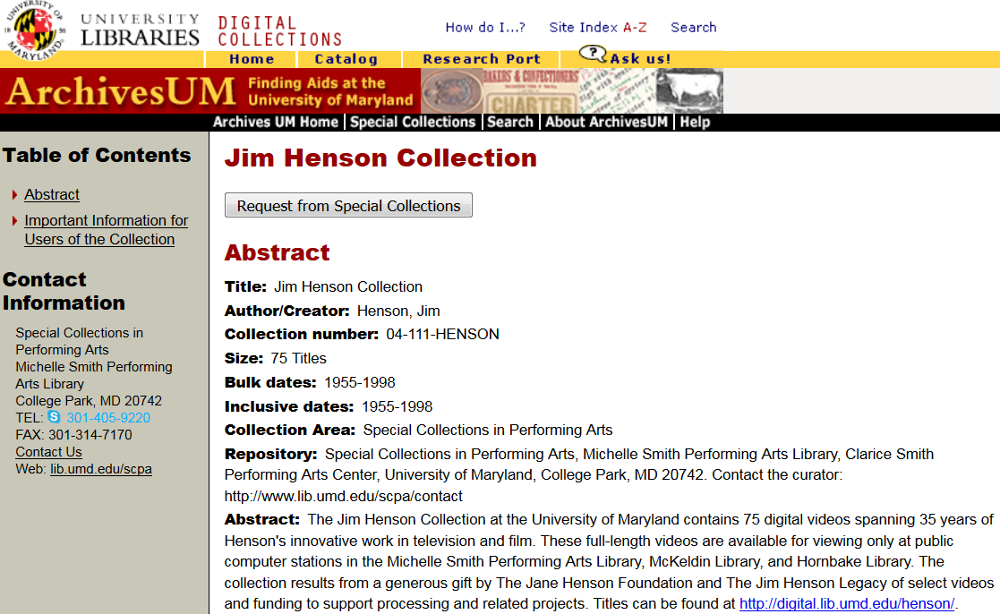 UNIVERSITY OF MARYLAND
18 56
UNIVERSITY
LIBRARIES
DIGITAL
COLLECTIONS
How do I...? Site Index A-Z Search
Home Catalog Research Port ? Ask us!
ArchivesUM
Finding Aids at the
University of Maryland
BAKERS & CONFECTIONERS
CHARTER
Archives UM Home | Special Collections | Search | About ArchivesUM | Help
Table of Contents
Abstract
Important Information for
Users of the Collection
Contact
Information
Special Collections in
Performing Arts
Michelle Smith Performing
Arts Library
College Park, MD 20742
TEL: S 301-405-9220
FAX: 301-314-7170
Contact Us
Web: lib.umd.edu/scpa
Jim Henson Collection
Request from Special Collections
Abstract
Title: Jim Henson Collection
Author/Creator: Henson, Jim
Collection number: 04-111-HENSON
Size: 75 Titles
Bulk dates: 1955-1998
Inclusive dates: 1955-1998
Collection Area: Special Collections in Performing Arts
Repository: Special Collections in Performing Arts, Michelle Smith Performing Arts Library, Clarice Smith
Performing Arts Center, University of Maryland, College Park, MD 20742. Contact the curator:
http://www.lib.umd.edu/scpa/contact
Abstract: The Jim Henson Collection at the University of Maryland contains 75 digital videos spanning 35 years of
Henson's innovative work in television and film. These full-length videos are available for viewing only at public
computer stations in the Michelle Smith Performing Arts Library, McKeldin Library, and Hornbake Library. The
collection results from a generous gift by The Jane Henson Foundation and The Jim Henson Legacy of select videos
and funding to support processing and related projects. Titles can be found at http://digital.lib.umd.edu/henson/.